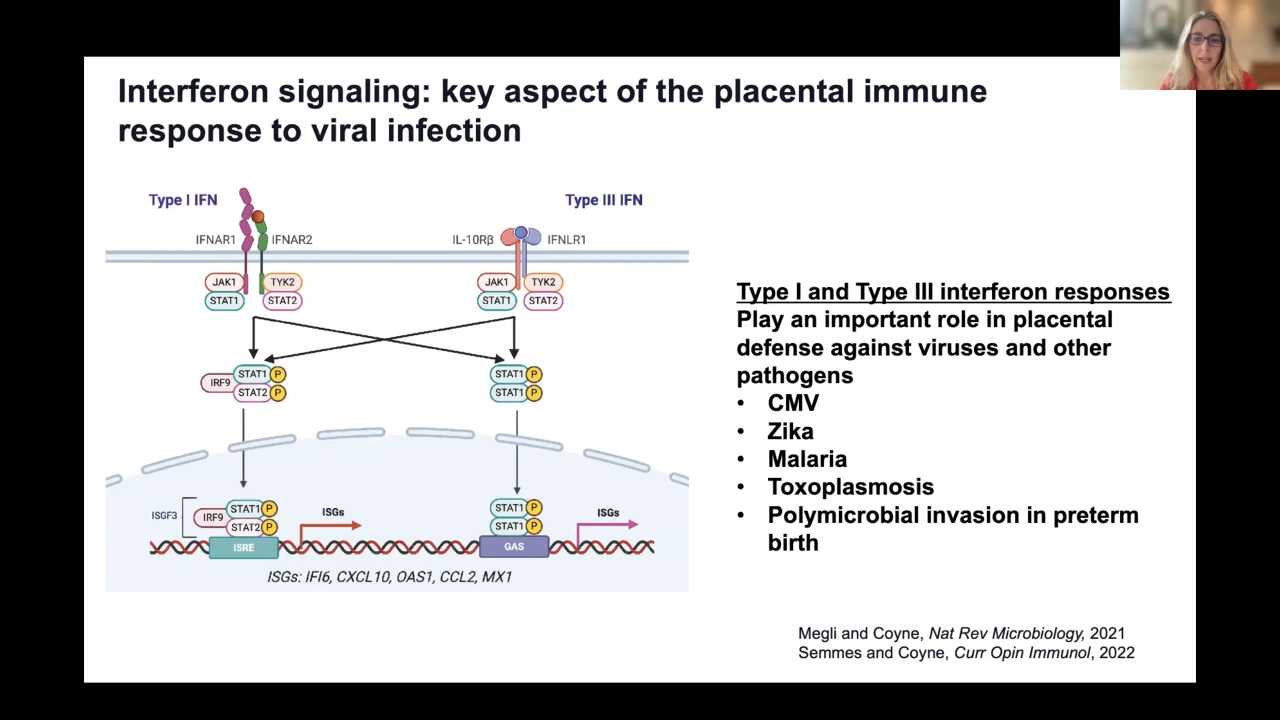 Interferon signaling: key aspect of the placental immune
response to viral infection
Type I IFN
Type III IFN
IFNAR1
IFNAR2
IL-10Rβ
IFNLR1
JAK1
TYK2
STAT1
STAT2
JAK1
TYK2
STAT1
STAT2
IRF9
STAT1
P
STAT2
P
STAT1
P
STAT1
P
ISGF3
IRF9
STAT1
P
STAT2
P
ISRE
ISGs
STAT1
P
STAT1
P
GAS
ISGs
ISGs: IFI6, CXCL10, OAS1, CCL2, MX1
Type I and Type III interferon responses
Play an important role in placental
defense against viruses and other
pathogens
• CMV
• Zika
• Malaria
• Toxoplasmosis
• Polymicrobial invasion in preterm
birth
Megli and Coyne, Nat Rev Microbiology, 2021
Semmes and Coyne, Curr Opin Immunol, 2022